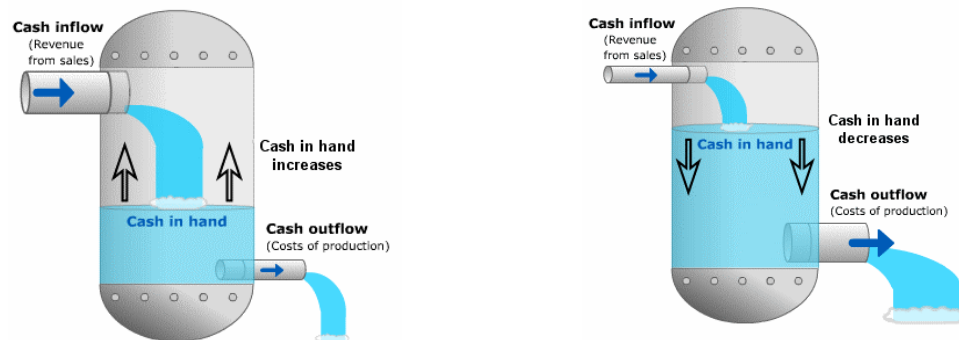 Cash inflow
(Revenue
from sales)
Cash in hand
increases
Cash in hand
Cash outflow
(Costs of production)
Cash inflow
(Revenue
from sales)
Cash in hand
decreases
Cash in hand
Cash outflow
(Costs of production)